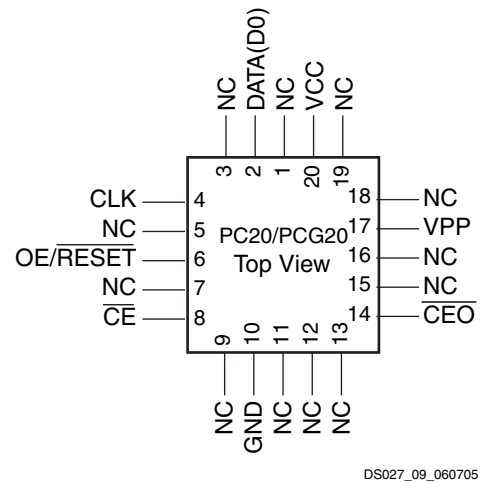 NC
DATA(D0)
NC
VCC
NC
3
2
1
20
19
CLK 4
NC 5
OE/RESET 6
NC 7
CE 8
PC20/PCG20
Top View
18 NC
17 VPP
16 NC
15 NC
14 CEO
9
10
11
12
13
NC
GND
NC
NC
NC
DS027_09_060705